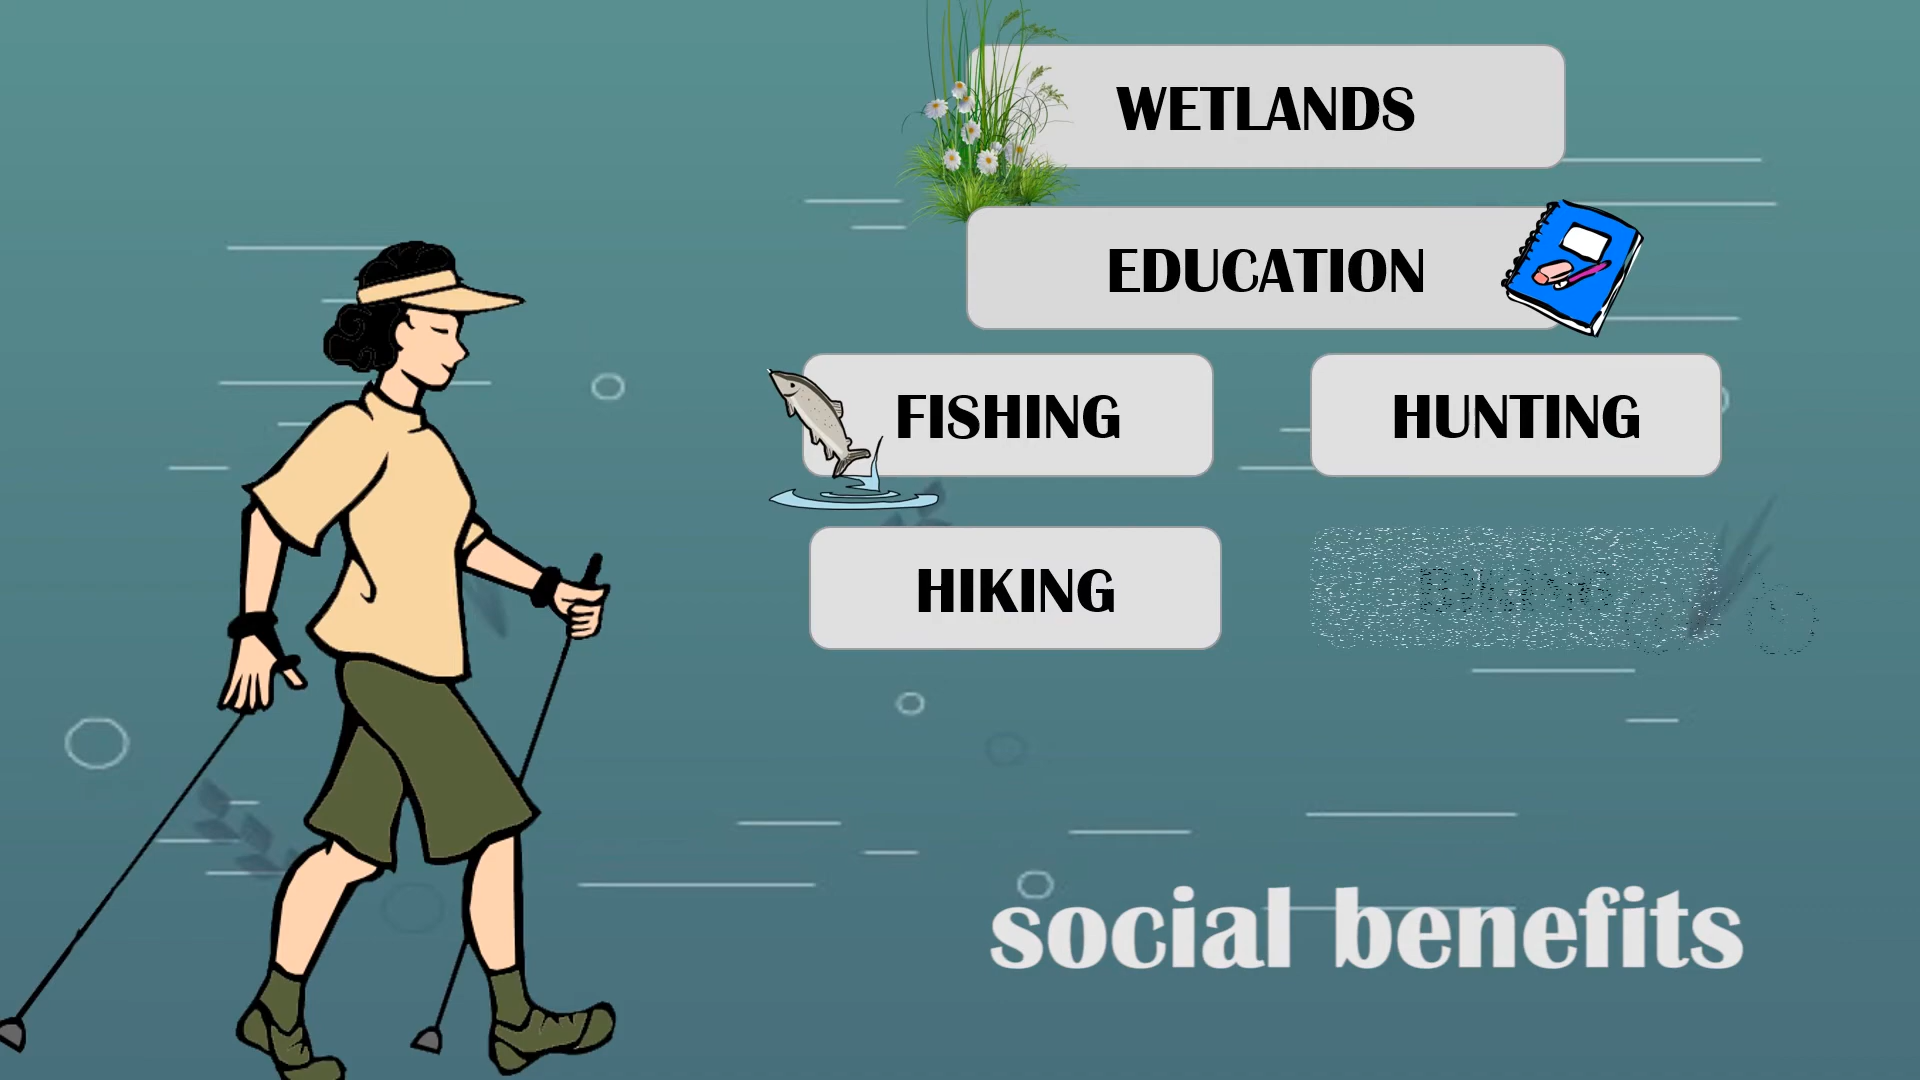 WETLANDS
EDUCATION
FISHING
HUNTING
HIKING
social benefits